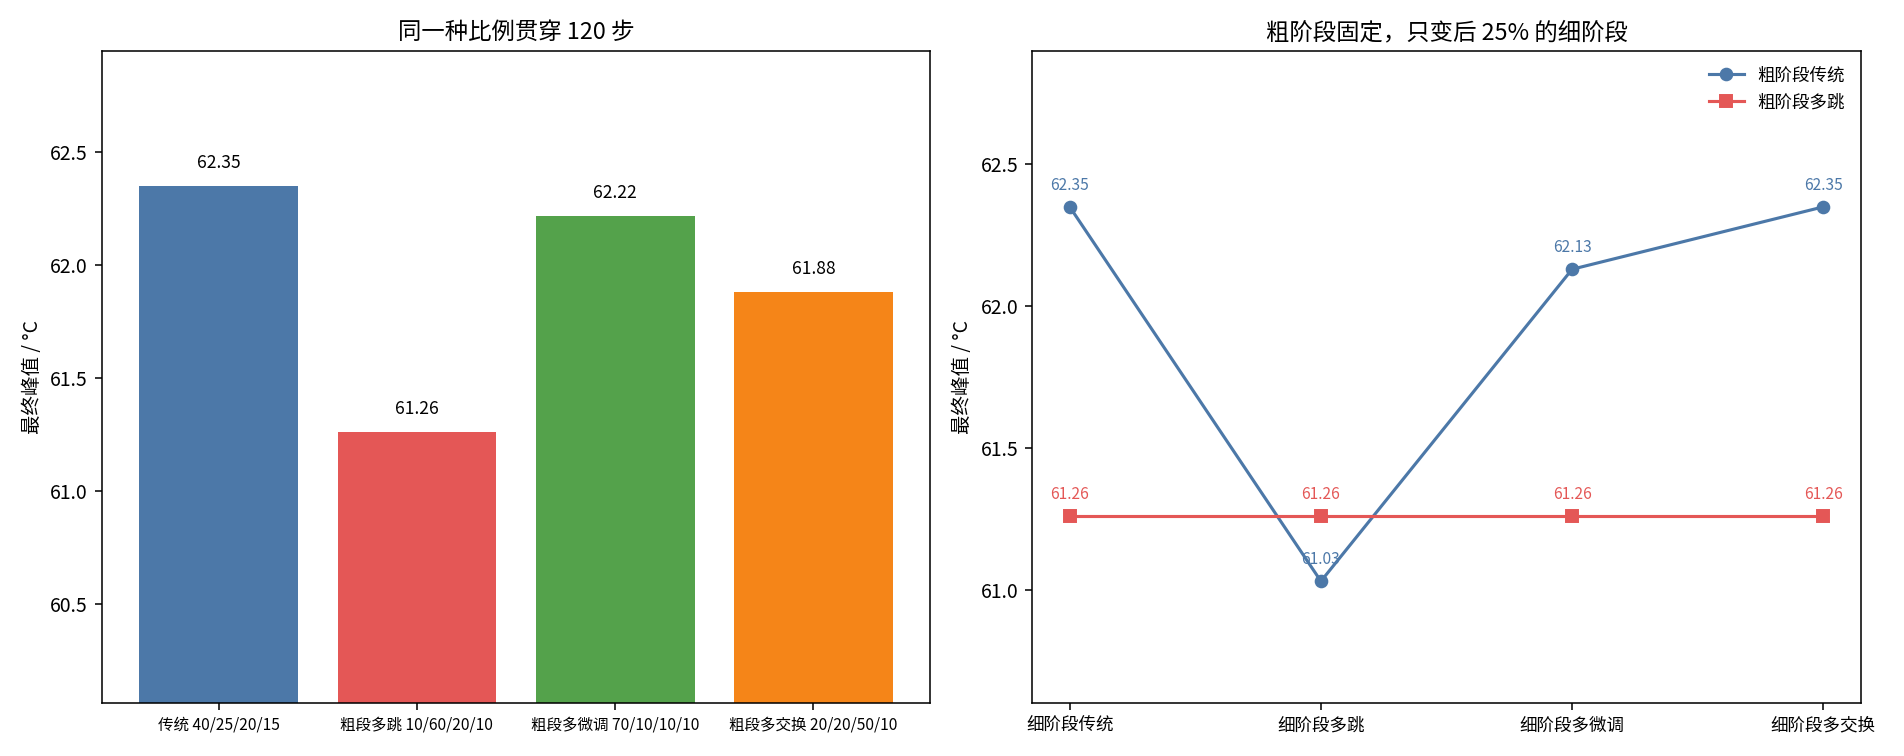 同一种比例贯穿 120 步
最终峰值 / °C
62.5
62.0
61.5
61.0
60.5
62.35
61.26
62.22
61.88
传统 40/25/20/15
粗段多跳 10/60/20/10
粗段多微调 70/10/10/10
粗段多交换 20/20/50/10
粗阶段固定，只变后 25% 的细阶段
粗阶段传统
粗阶段多跳
最终峰值 / °C
62.5
62.0
61.5
61.0
62.35
61.03
62.13
62.35
61.26
61.26
61.26
61.26
细阶段传统
细阶段多跳
细阶段多微调
细阶段多交换